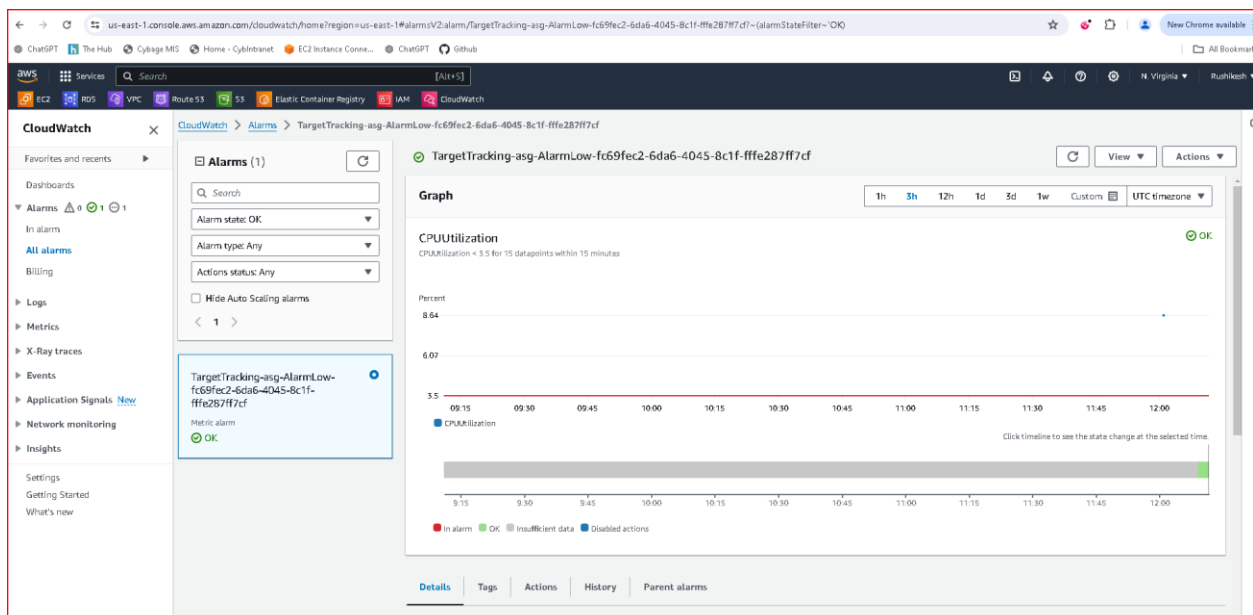 us-east-1.console.aws.amazon.com/cloudwatch/home?region=us-east-1#alarmsV2:alarm/TargetTracking-asg-AlarmLow-fc69fec2-6da6-4045-8c1f-fffe287ff7cf?~(alarmStateFilter~'OK)
New Chrome available
ChatGPT The Hub Cybage MIS Home - CybIntranet EC2 Instance Conne... ChatGPT Github
All Bookmark
aws Services Search [Alt+S] N. Virginia Rushikesh
EC2 RDS VPC Route 53 S3 Elastic Container Registry IAM CloudWatch
CloudWatch
Favorites and recents
Dashboards
Alarms 0 1 1
In alarm
All alarms
Billing
Logs
Metrics
X-Ray traces
Events
Application Signals New
Network monitoring
Insights
Settings
Getting Started
What's new
CloudWatch > Alarms > TargetTracking-asg-AlarmLow-fc69fec2-6da6-4045-8c1f-fffe287ff7cf
Alarms (1)
Search
Alarm state: OK
Alarm type: Any
Actions status: Any
Hide Auto Scaling alarms
< 1 >
TargetTracking-asg-AlarmLow-
fc69fec2-6da6-4045-8c1f-
fffe287ff7cf
Metric alarm
OK
TargetTracking-asg-AlarmLow-fc69fec2-6da6-4045-8c1f-fffe287ff7cf
View Actions
Graph
1h 3h 12h 1d 3d 1w Custom UTC timezone
CPUUtilization
OK
CPUUtilization < 3.5 for 15 datapoints within 15 minutes
Percent
8.64
6.07
3.5
09:15 09:30 09:45 10:00 10:15 10:30 10:45 11:00 11:15 11:30 11:45 12:00
CPUUtilization
Click timeline to see the state change at the selected time.
9:15 9:30 9:45 10:00 10:15 10:30 10:45 11:00 11:15 11:30 11:45 12:00
In alarm OK Insufficient data Disabled actions
Details Tags Actions History Parent alarms